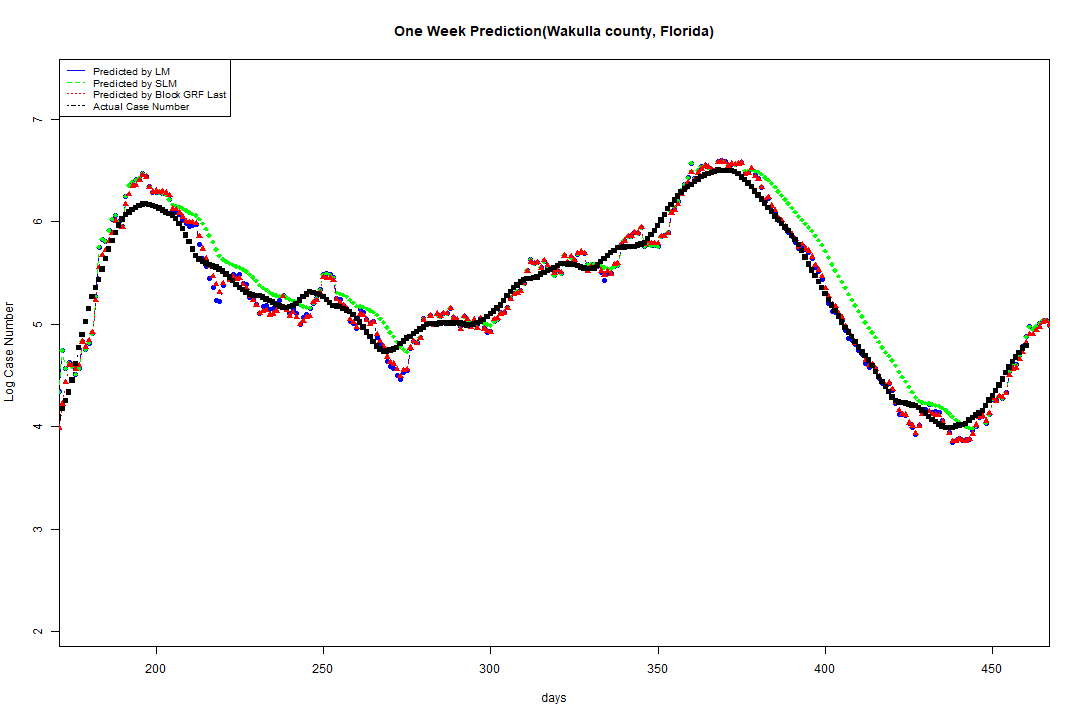 One Week Prediction(Wakulla county, Florida)
Predicted by LM
Predicted by SLM
Predicted by Block GRF Last
Actual Case Number
Log Case Number
7
6
5
4
3
2
200 250 300 350 400 450
days